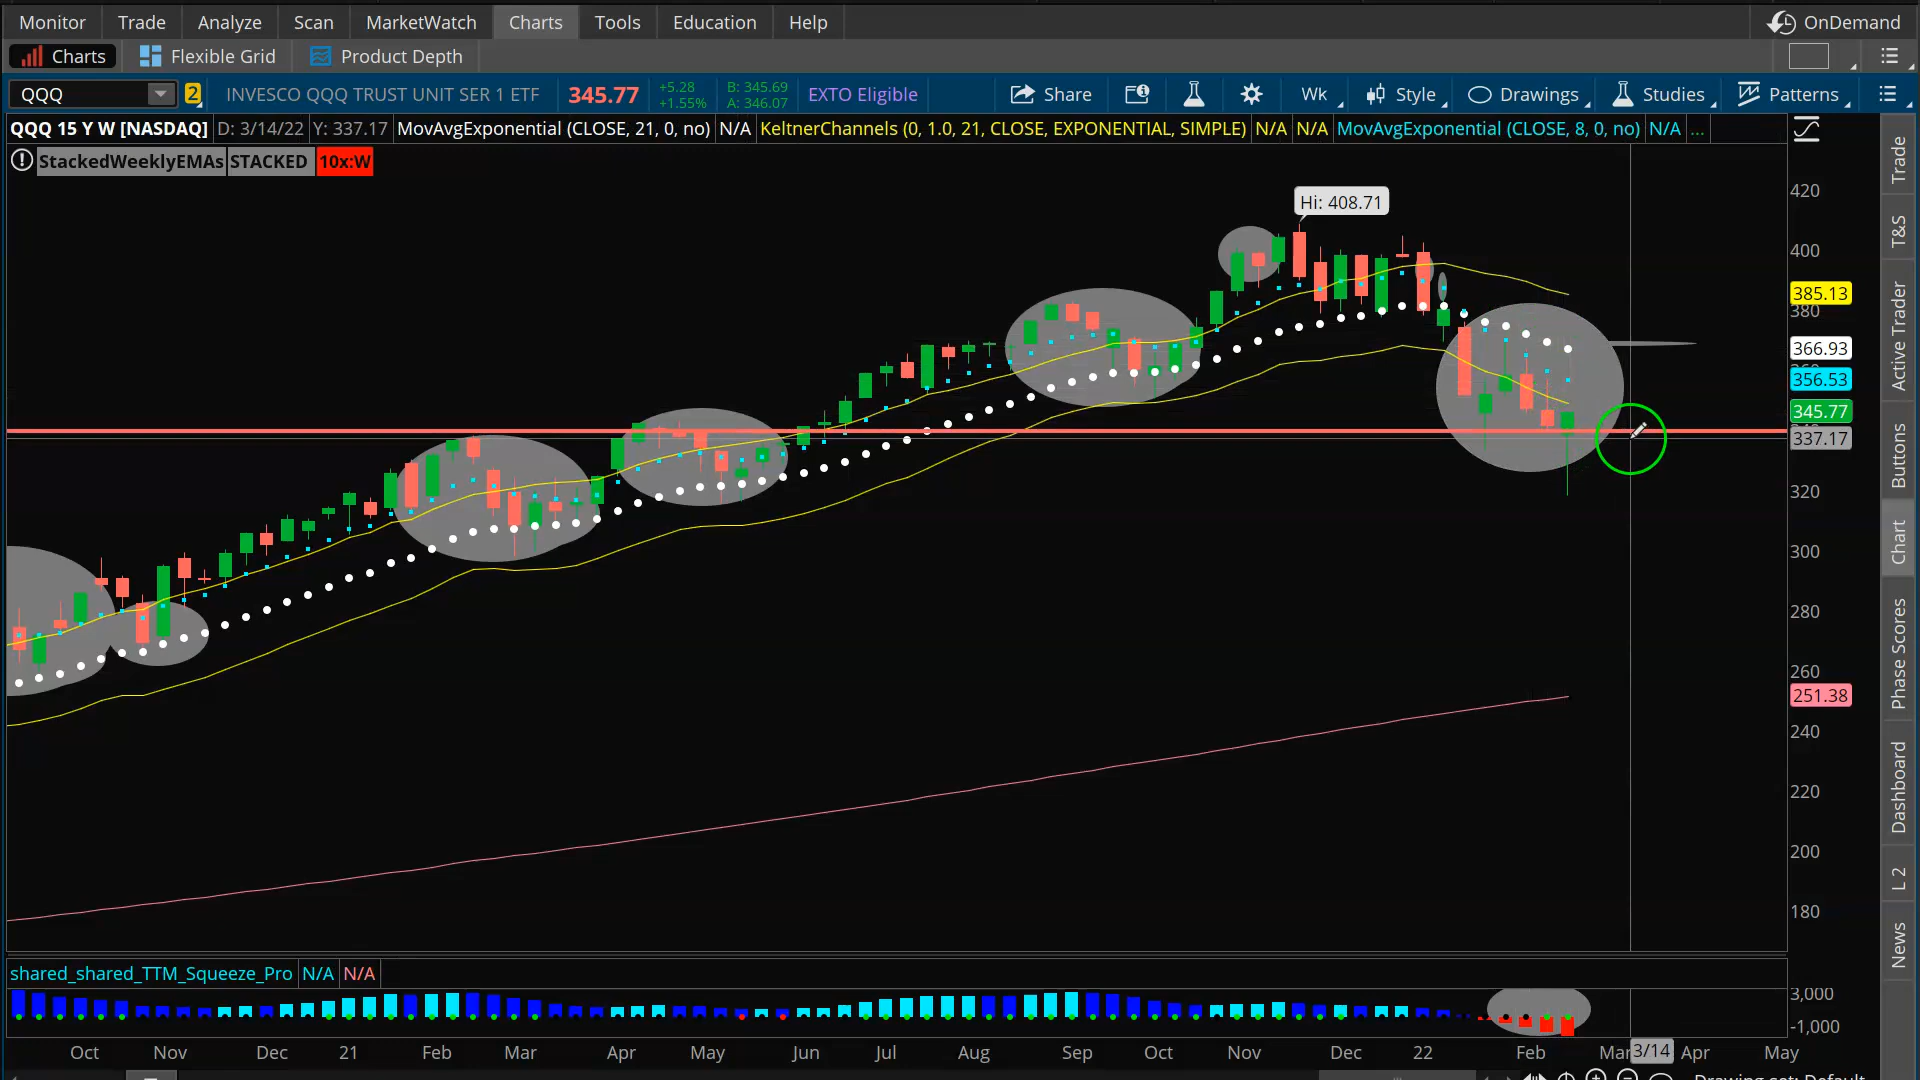 Monitor Trade Analyze Scan MarketWatch Charts Tools Education Help OnDemand
Charts Flexible Grid Product Depth
QQQ 2 INVESCO QQQ TRUST UNIT SER 1 ETF 345.77 +5.28 B: 345.69 EXTO Eligible Share Wk Style Drawings Studies Patterns
+1.55% A: 346.07
QQQ 15 Y W [NASDAQ] D: 3/14/22 Y: 337.17 MovAvgExponential (CLOSE, 21, 0, no) N/A KeltnerChannels (0, 1.0, 21, CLOSE, EXPONENTIAL, SIMPLE) N/A N/A MovAvgExponential (CLOSE, 8, 0, no) N/A ...
StackedWeeklyEMAs STACKED 10x:W
Hi: 408.71
420
400
385.13
380
366.93
356.53
345.77
337.17
320
300
280
260
251.38
240
220
200
180
Trade
T&S
Active Trader
Buttons
Chart
Phase Scores
Dashboard
L 2
News
shared_shared_TTM_Squeeze_Pro N/A N/A
3,000
-1,000
Oct Nov Dec 21 Feb Mar Apr May Jun Jul Aug Sep Oct Nov Dec 22 Feb Mar 3/14 Apr May
Drawing set: Default